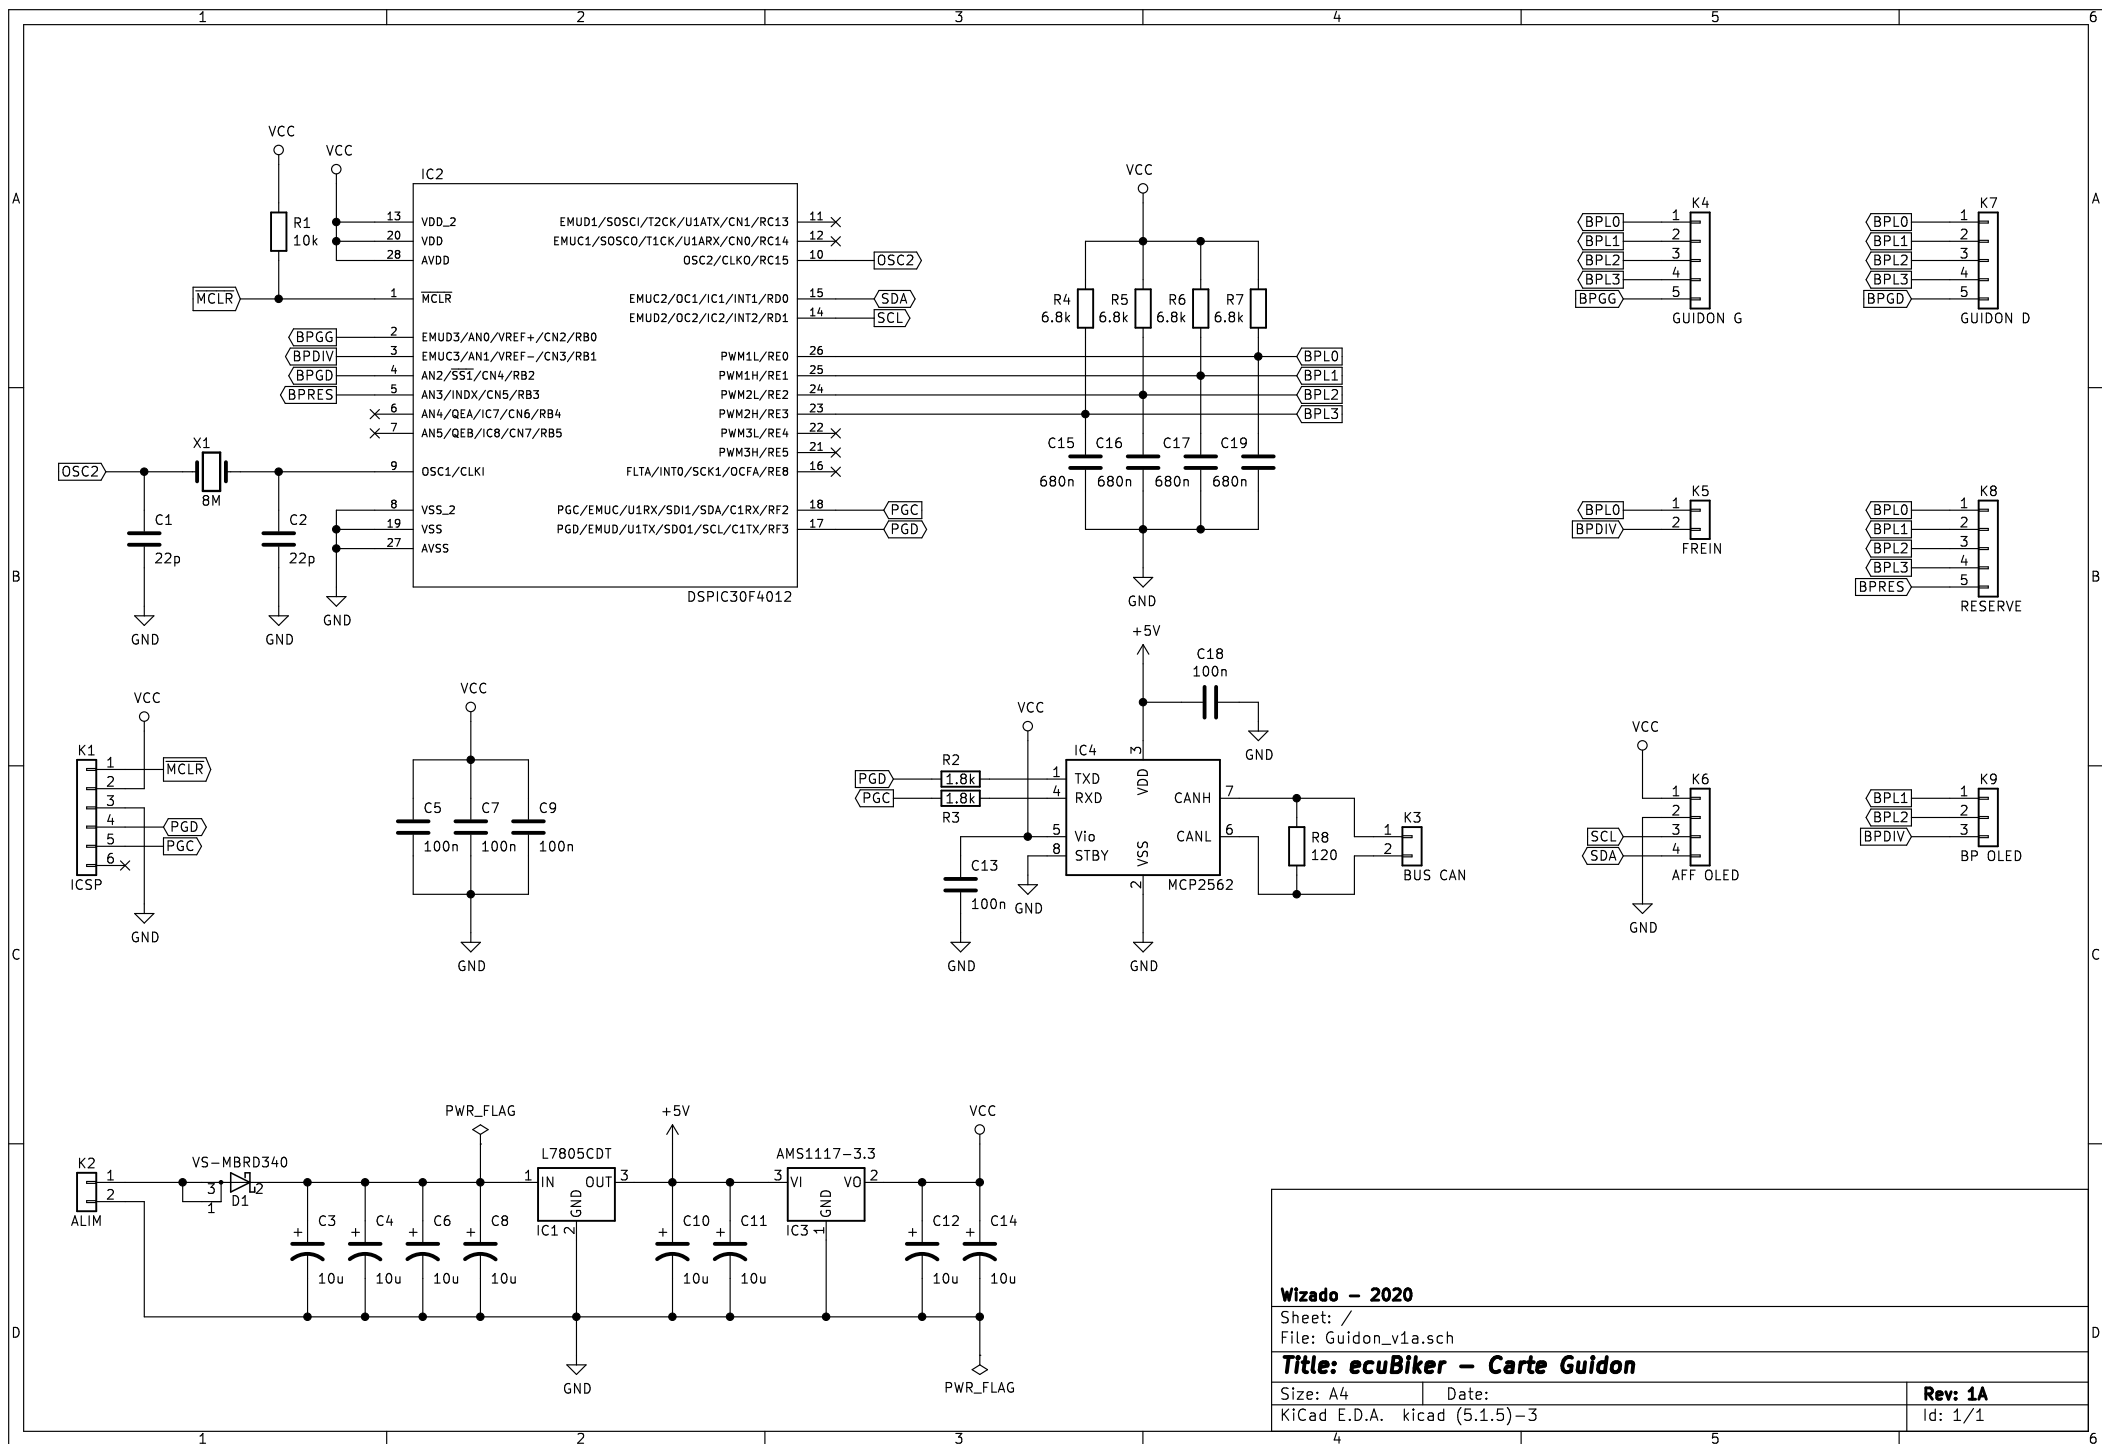 1 2 3 4 5 6
A A
B B
C C
D D
VCC
VCC
R1
10k
MCLR
IC2
13 VDD_2
20 VDD
28 AVDD
1 MCLR
BPGG 2 EMUD3/AN0/VREF+/CN2/RB0
BPDIV 3 EMUC3/AN1/VREF-/CN3/RB1
BPGD 4 AN2/SS1/CN4/RB2
BPRES 5 AN3/INDX/CN5/RB3
6 AN4/QEA/IC7/CN6/RB4
7 AN5/QEB/IC8/CN7/RB5
9 OSC1/CLKI
8 VSS_2
19 VSS
27 AVSS
EMUD1/SOSCI/T2CK/U1ATX/CN1/RC13 11
EMUC1/SOSCO/T1CK/U1ARX/CN0/RC14 12
OSC2/CLKO/RC15 10 OSC2
EMUC2/OC1/IC1/INT1/RD0 15 SDA
EMUD2/OC2/IC2/INT2/RD1 14 SCL
PWM1L/RE0 26 BPL0
PWM1H/RE1 25 BPL1
PWM2L/RE2 24 BPL2
PWM2H/RE3 23 BPL3
PWM3L/RE4 22
PWM3H/RE5 21
FLTA/INT0/SCK1/OCFA/RE8 16
PGC/EMUC/U1RX/SDI1/SDA/C1RX/RF2 18 PGC
PGD/EMUD/U1TX/SDO1/SCL/C1TX/RF3 17 PGD
DSPIC30F4012
OSC2
X1
8M
C1
22p
C2
22p
GND
GND
GND
VCC
R4 R5 R6 R7
6.8k 6.8k 6.8k 6.8k
C15 C16 C17 C19
680n 680n 680n 680n
GND
K4
BPL0 1
BPL1 2
BPL2 3
BPL3 4
BPGG 5
GUIDON G
K7
BPL0 1
BPL1 2
BPL2 3
BPL3 4
BPGD 5
GUIDON D
K5
BPL0 1
BPDIV 2
FREIN
K8
BPL0 1
BPL1 2
BPL2 3
BPL3 4
BPRES 5
RESERVE
VCC
K1
1 MCLR
2
3
4 PGD
5 PGC
6
ICSP
GND
VCC
C5 C7 C9
100n 100n 100n
GND
+5V
C18
100n
GND
VCC
IC4
PGD R2 1.8k 1 TXD
PGC 1.8k R3 4 RXD
5 Vio
8 STBY
3 VDD
VSS 2
CANH 7
CANL 6
MCP2562
C13
100n
GND
GND
GND
R8
120
K3
1
2
BUS CAN
VCC
K6
1
2
SCL 3
SDA 4
AFF OLED
GND
K9
BPL1 1
BPL2 2
BPDIV 3
BP OLED
PWR_FLAG
+5V
VCC
K2
1
2
ALIM
VS-MBRD340
3 2
1 D1
L7805CDT
1 IN OUT 3
GND
IC1 2
AMS1117-3.3
3 VI VO 2
GND
IC3 1
+ C3 + C4 + C6 + C8 + C10 + C11 + C12 + C14
10u 10u 10u 10u 10u 10u 10u 10u
GND
PWR_FLAG
Wizado – 2020
Sheet: /
File: Guidon_v1a.sch
Title: ecuBiker – Carte Guidon
Size: A4 Date: Rev: 1A
KiCad E.D.A. kicad (5.1.5)-3 Id: 1/1
1 2 3 4 5 6